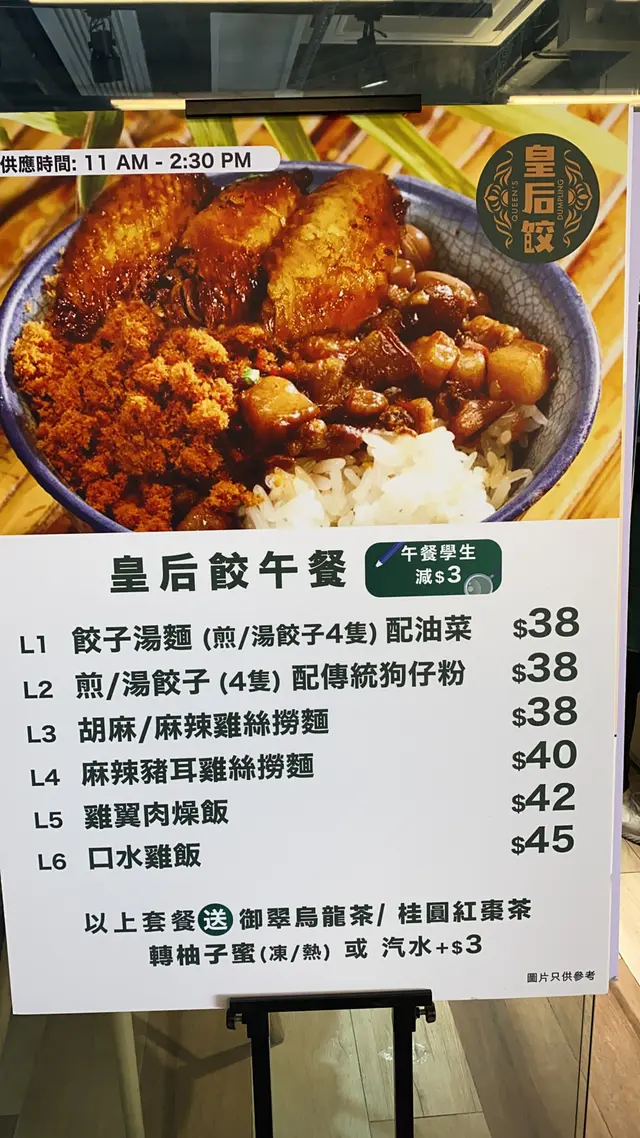 供應時間: 11 AM - 2:30 PM
皇后餃
QUEEN'S
DUMPLING
皇后餃午餐
午餐學生
減$3
L1 餃子湯麵 (煎/湯餃子4隻) 配油菜 $38
L2 煎/湯餃子 (4隻) 配傳統狗仔粉 $38
L3 胡麻/麻辣雞絲撈麵 $38
L4 麻辣豬耳雞絲撈麵 $40
L5 雞翼肉燥飯 $42
L6 口水雞飯 $45
以上套餐送御翠烏龍茶/ 桂圓紅棗茶
轉柚子蜜(凍/熱) 或 汽水+$3
圖片只供參考